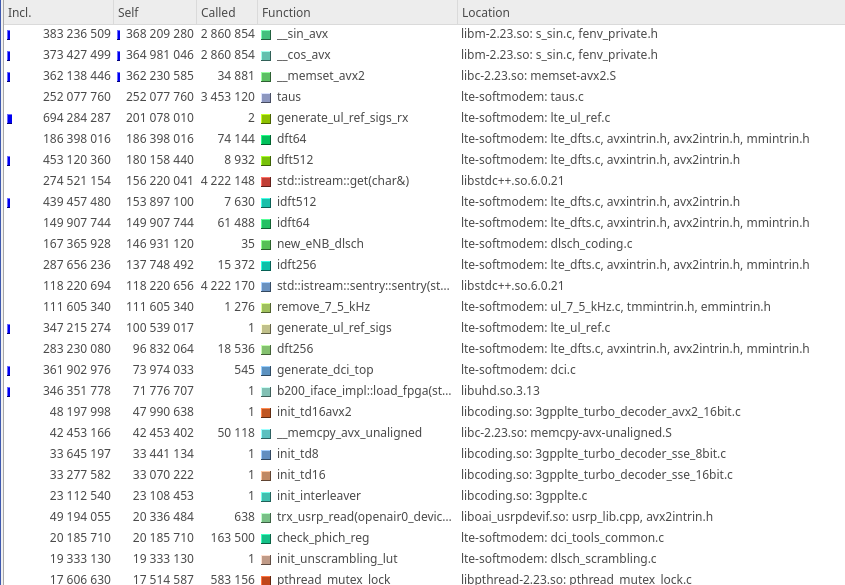 Incl. Self Called Function Location
383 236 509 368 209 280 2 860 854 __sin_avx libm-2.23.so: s_sin.c, fenv_private.h
373 427 499 364 981 046 2 860 854 __cos_avx libm-2.23.so: s_sin.c, fenv_private.h
362 138 446 362 230 585 34 881 __memset_avx2 libc-2.23.so: memset-avx2.S
252 077 760 252 077 760 3 453 120 taus lte-softmodem: taus.c
694 284 287 201 078 010 2 generate_ul_ref_sigs_rx lte-softmodem: lte_ul_ref.c
186 398 016 186 398 016 74 144 dft64 lte-softmodem: lte_dfts.c, avxintrin.h, avx2intrin.h, mmintrin.h
453 120 360 180 158 440 8 932 dft512 lte-softmodem: lte_dfts.c, avxintrin.h, avx2intrin.h
274 521 154 156 220 041 4 222 148 std::istream::get(char&) libstdc++.so.6.0.21
439 457 480 153 897 100 7 630 idft512 lte-softmodem: lte_dfts.c, avxintrin.h, avx2intrin.h
149 907 744 149 907 744 61 488 idft64 lte-softmodem: lte_dfts.c, avxintrin.h, avx2intrin.h, mmintrin.h
167 365 928 146 931 120 35 new_eNB_dlsch lte-softmodem: dlsch_coding.c
287 656 236 137 748 492 15 372 idft256 lte-softmodem: lte_dfts.c, avxintrin.h, avx2intrin.h, mmintrin.h
118 220 694 118 220 656 4 222 170 std::istream::sentry::sentry(st... libstdc++.so.6.0.21
111 605 340 111 605 340 1 276 remove_7_5_kHz lte-softmodem: ul_7_5_kHz.c, tmmintrin.h, emmintrin.h
347 215 274 100 539 017 1 generate_ul_ref_sigs lte-softmodem: lte_ul_ref.c
283 230 080 96 832 064 18 536 dft256 lte-softmodem: lte_dfts.c, avxintrin.h, avx2intrin.h, mmintrin.h
361 902 976 73 974 033 545 generate_dci_top lte-softmodem: dci.c
346 351 778 71 776 707 1 b200_iface_impl::load_fpga(st... libuhd.so.3.13
48 197 998 47 990 638 1 init_td16avx2 libcoding.so: 3gpplte_turbo_decoder_avx2_16bit.c
42 453 166 42 453 402 50 118 __memcpy_avx_unaligned libc-2.23.so: memcpy-avx-unaligned.S
33 645 197 33 441 134 1 init_td8 libcoding.so: 3gpplte_turbo_decoder_sse_8bit.c
33 277 582 33 070 222 1 init_td16 libcoding.so: 3gpplte_turbo_decoder_sse_16bit.c
23 112 540 23 108 453 1 init_interleaver libcoding.so: 3gpplte.c
49 194 055 20 336 484 638 trx_usrp_read(openair0_devic... liboai_usrpdevif.so: usrp_lib.cpp, avx2intrin.h
20 185 710 20 185 710 163 500 check_phich_reg lte-softmodem: dci_tools_common.c
19 333 130 19 333 130 1 init_unscrambling_lut lte-softmodem: dlsch_scrambling.c
17 606 630 17 514 587 583 156 pthread_mutex_lock libpthread-2.23.so: pthread_mutex_lock.c